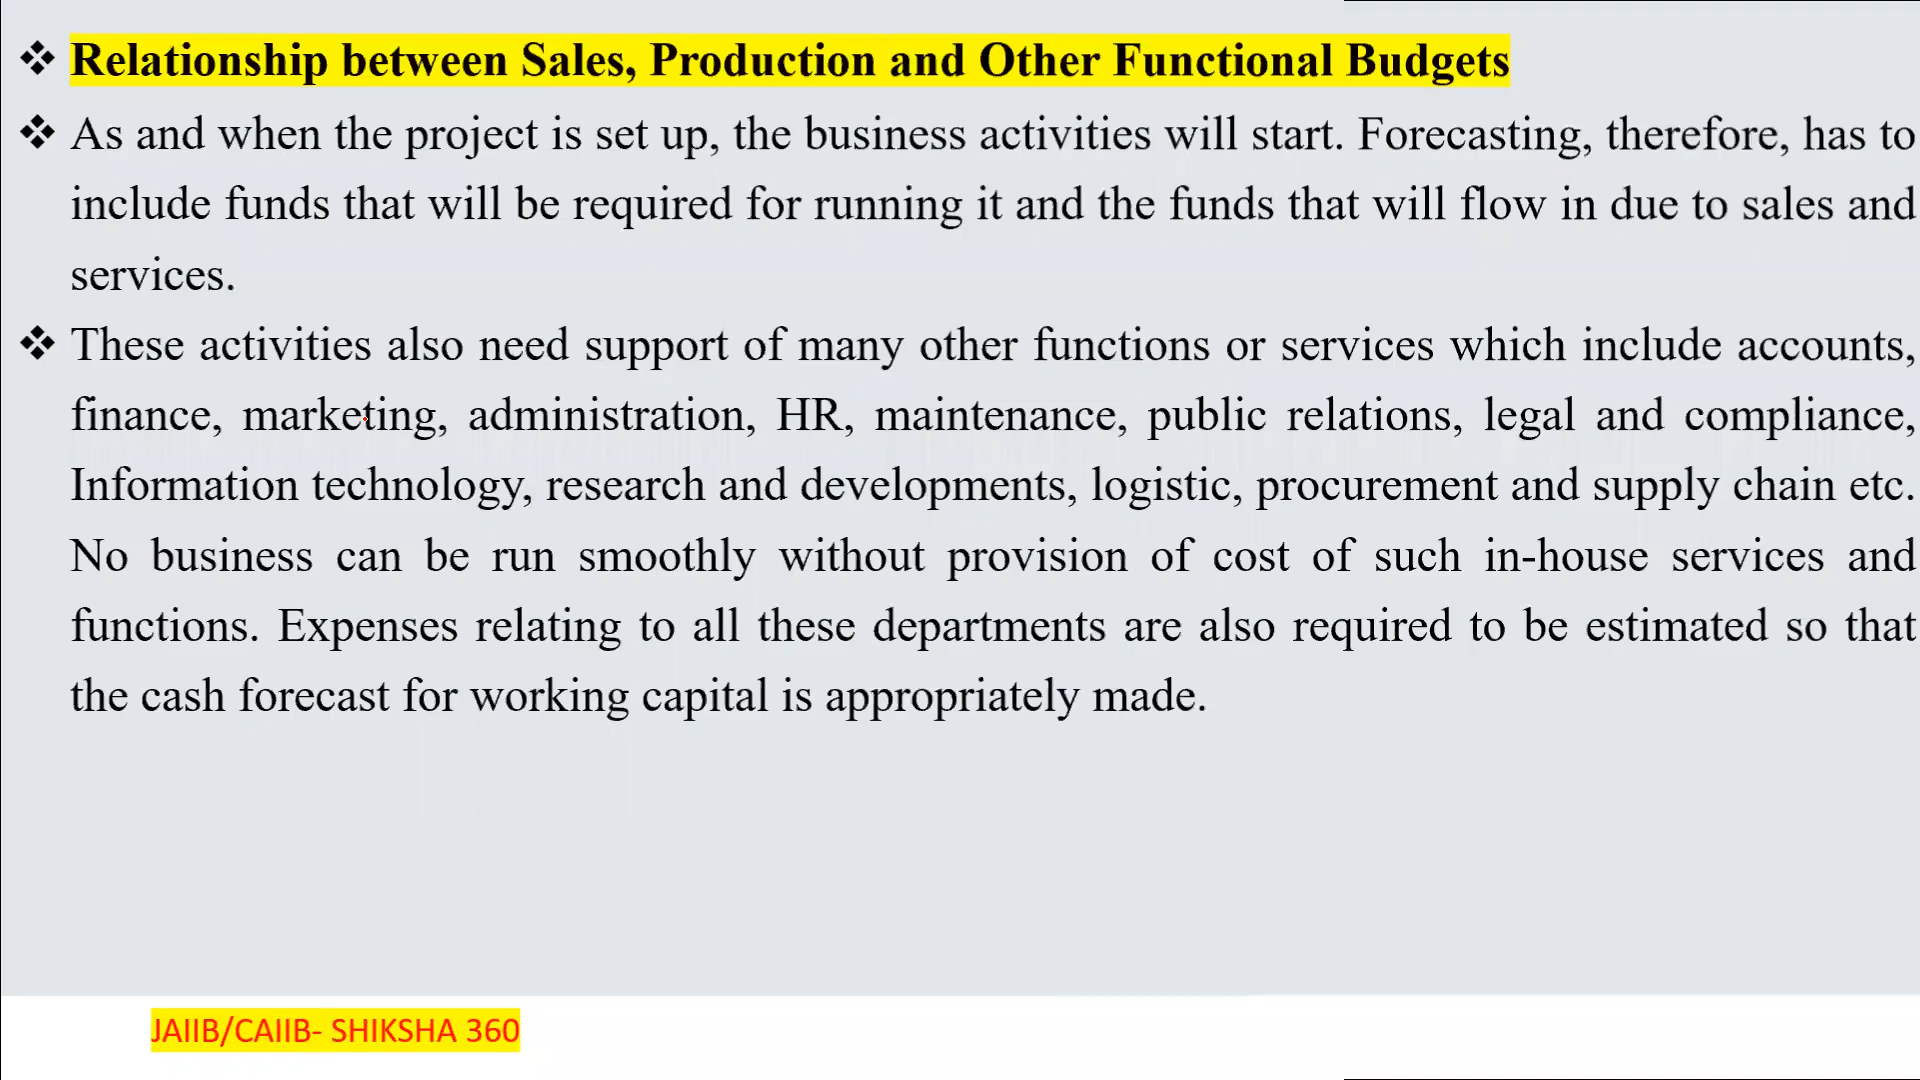 ❖ Relationship between Sales, Production and Other Functional Budgets
❖ As and when the project is set up, the business activities will start. Forecasting, therefore, has to
include funds that will be required for running it and the funds that will flow in due to sales and
services.
❖ These activities also need support of many other functions or services which include accounts,
finance, marketing, administration, HR, maintenance, public relations, legal and compliance,
Information technology, research and developments, logistic, procurement and supply chain etc.
No business can be run smoothly without provision of cost of such in-house services and
functions. Expenses relating to all these departments are also required to be estimated so that
the cash forecast for working capital is appropriately made.
JAIIB/CAIIB- SHIKSHA 360